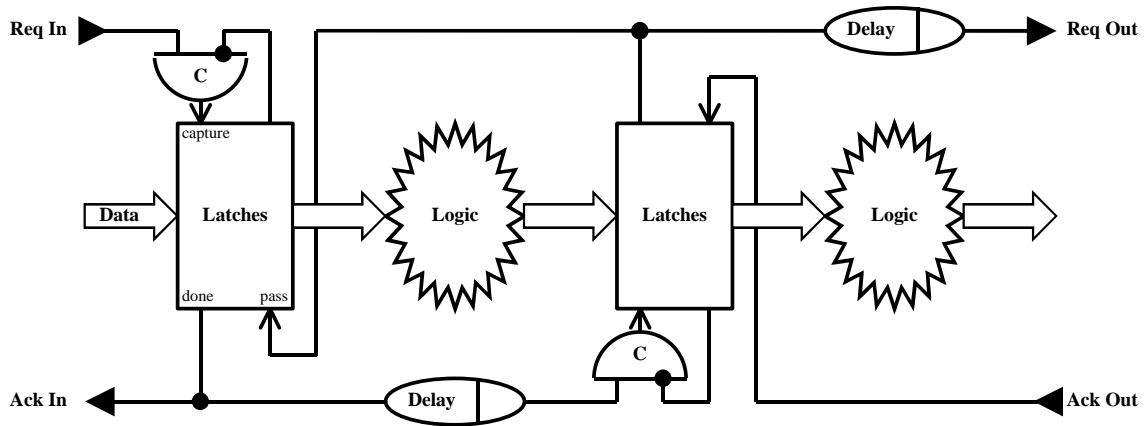 Req In
Delay
Req Out
C
capture
Data
Latches
Logic
Latches
Logic
done
pass
C
Ack In
Delay
Ack Out